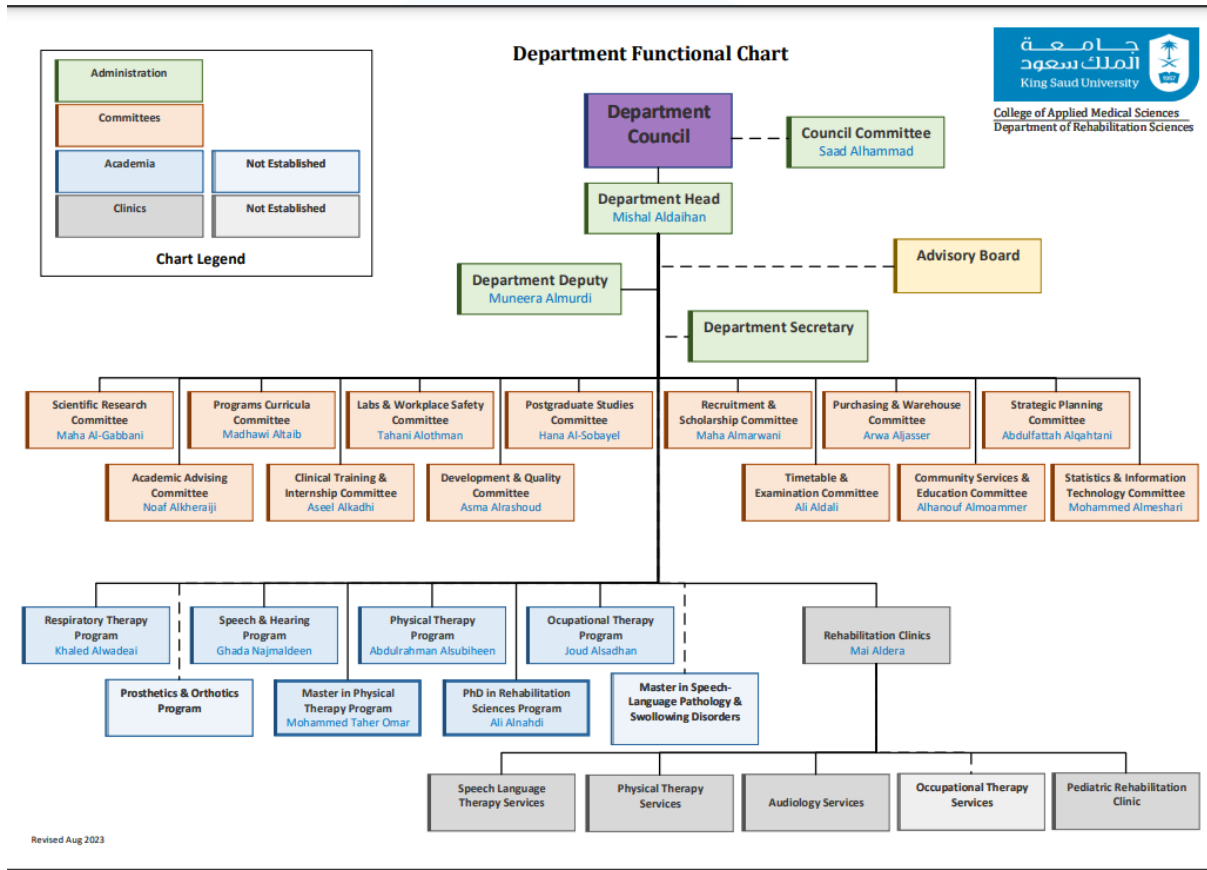 Department Functional Chart
جامعة
الملك سعود
King Saud University
1957
College of Applied Medical Sciences
Department of Rehabilitation Sciences
Administration
Committees
Academia
Not Established
Clinics
Not Established
Chart Legend
Department
Council
Council Committee
Saad Alhammad
Department Head
Mishal Aldaihan
Advisory Board
Department Deputy
Muneera Almurdi
Department Secretary
Scientific Research
Committee
Maha Al-Gabbani
Programs Curricula
Committee
Madhawi Altaib
Labs & Workplace Safety
Committee
Tahani Alothman
Postgraduate Studies
Committee
Hana Al-Sobayel
Recruitment &
Scholarship Committee
Maha Almarwani
Purchasing & Warehouse
Committee
Arwa Aljasser
Strategic Planning
Committee
Abdulfattah Alqahtani
Academic Advising
Committee
Noaf Alkheraiji
Clinical Training &
Internship Committee
Aseel Alkadhi
Development & Quality
Committee
Asma Alrashoud
Timetable &
Examination Committee
Ali Aldali
Community Services &
Education Committee
Alhanouf Almoammer
Statistics & Information
Technology Committee
Mohammed Almeshari
Respiratory Therapy
Program
Khaled Alwadeai
Speech & Hearing
Program
Ghada Najmaldeen
Physical Therapy
Program
Abdulrahman Alsubiheen
Ocupational Therapy
Program
Joud Alsadhan
Rehabilitation Clinics
Mai Aldera
Prosthetics & Orthotics
Program
Master in Physical
Therapy Program
Mohammed Taher Omar
PhD in Rehabilitation
Sciences Program
Ali Alnahdi
Master in Speech-
Language Pathology &
Swollowing Disorders
Speech Language
Therapy Services
Physical Therapy
Services
Audiology Services
Occupational Therapy
Services
Pediatric Rehabilitation
Clinic
Revised Aug 2023